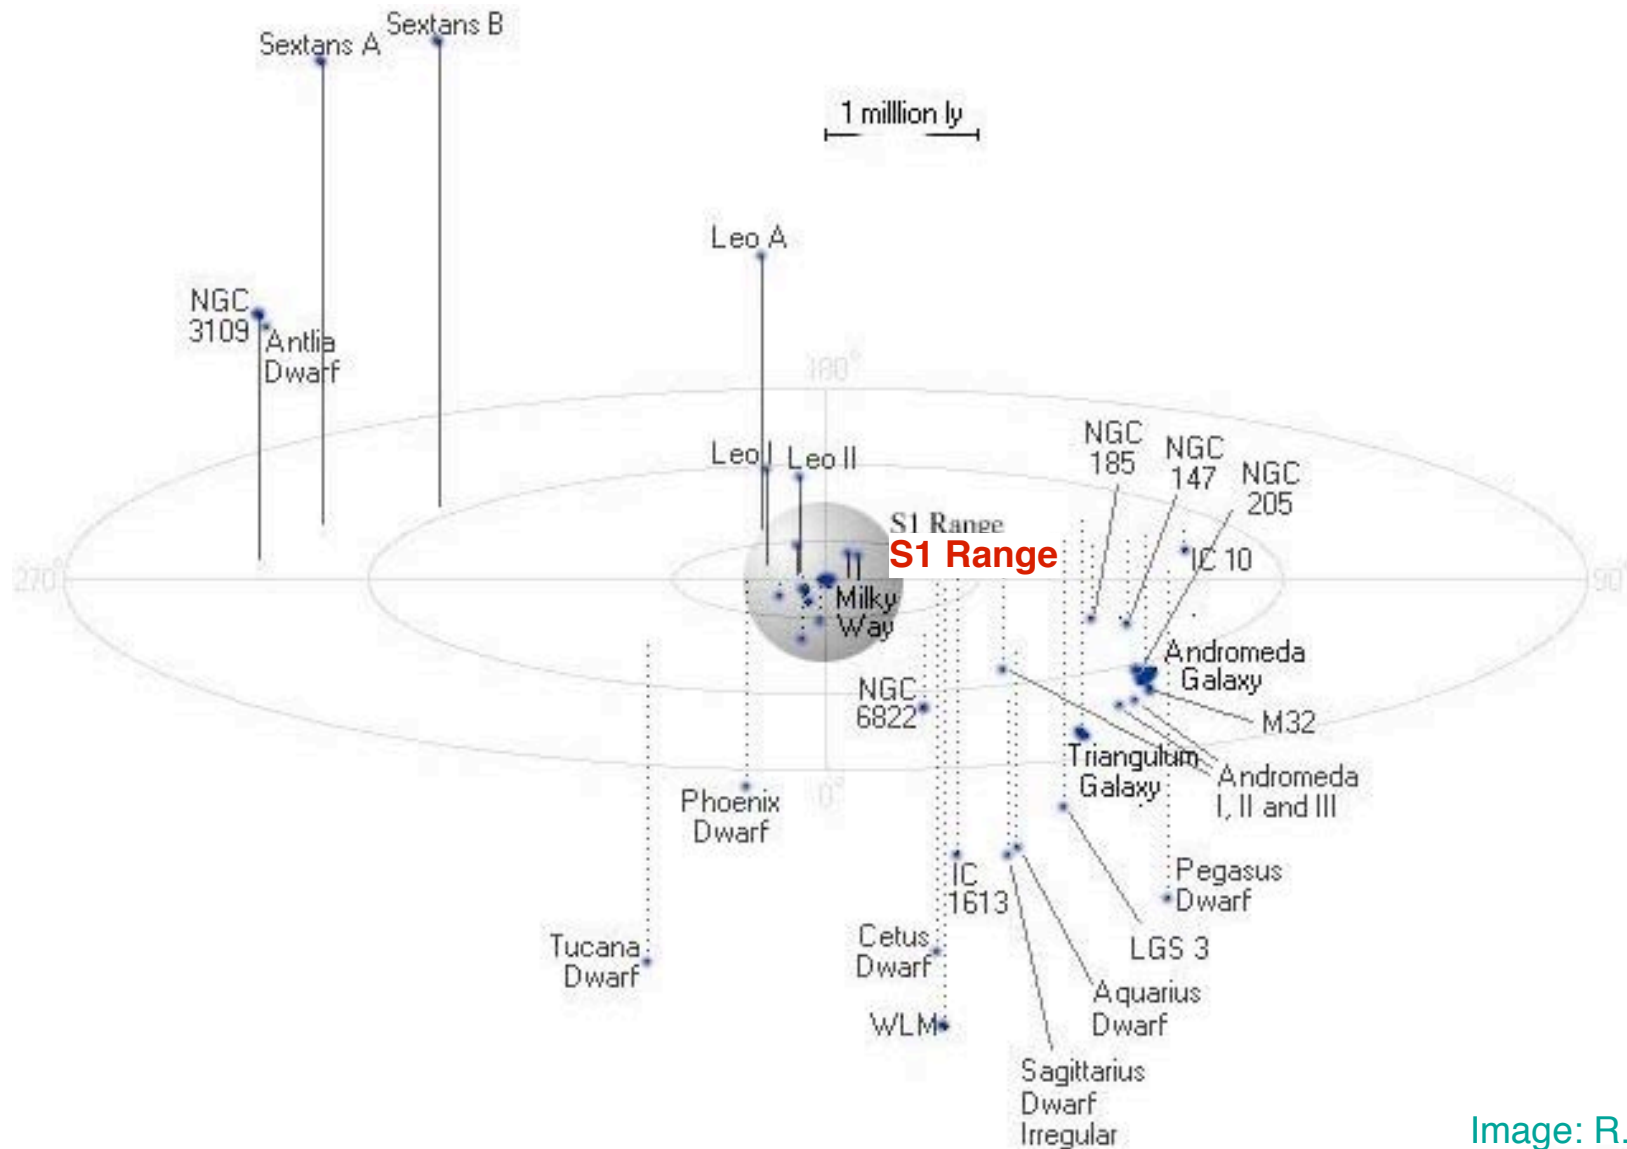 Sextans B
Sextans A
1 milllion ly
Leo A
NGC
3109
Antlia
Dwarf
180°
Leo I
Leo II
NGC
185
NGC
147
NGC
205
S1 Range
S1 Range
IC 10
270°
90°
Milky
Way
Andromeda
Galaxy
NGC
6822
M32
Triangulum
Galaxy
Andromeda
I, II and III
Phoenix
Dwarf
0°
IC
1613
Pegasus
Dwarf
Tucana
Dwarf
Cetus
Dwarf
LGS 3
Aquarius
Dwarf
WLM
Sagittarius
Dwarf
Irregular
Image: R.